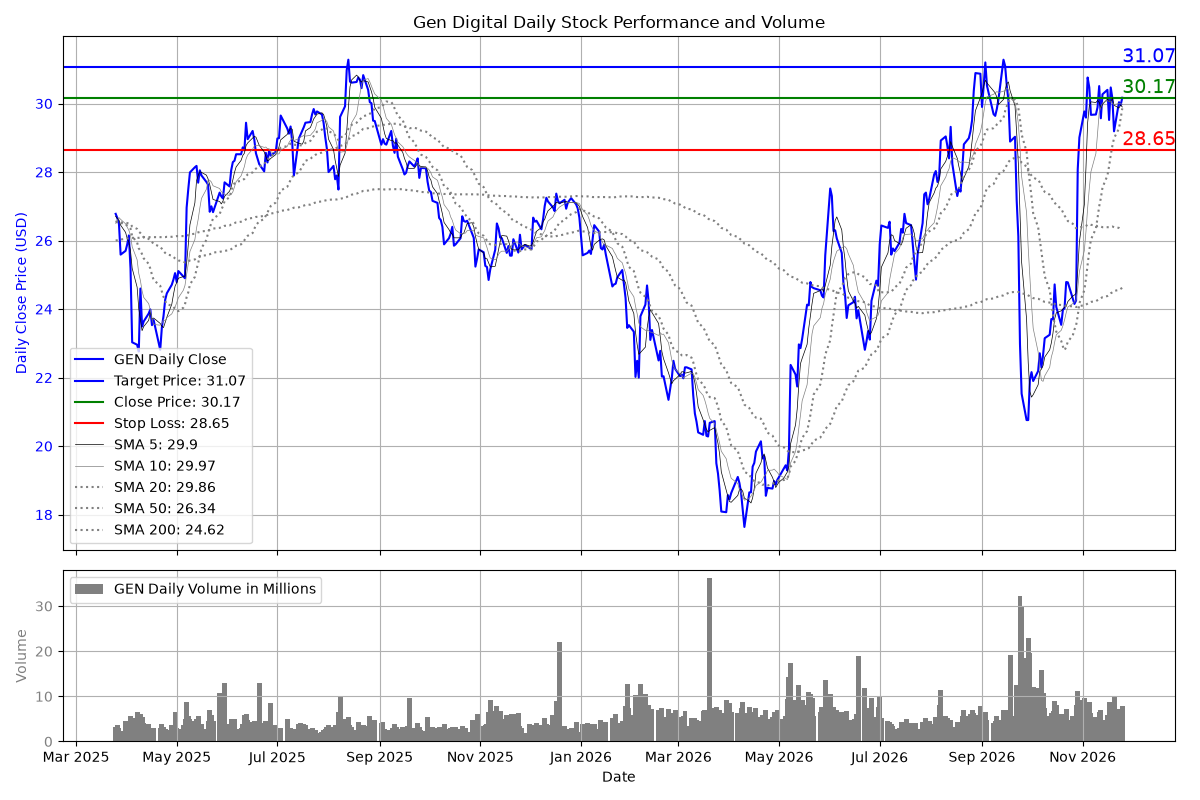 Gen Digital Daily Stock Performance and Volume
31.07
30.17
28.65
30
28
26
24
22
20
18
Daily Close Price (USD)
GEN Daily Close
Target Price: 31.07
Close Price: 30.17
Stop Loss: 28.65
SMA 5: 29.9
SMA 10: 29.97
SMA 20: 29.86
SMA 50: 26.34
SMA 200: 24.62
GEN Daily Volume in Millions
30
20
10
0
Volume
Mar 2025 May 2025 Jul 2025 Sep 2025 Nov 2025 Jan 2026 Mar 2026 May 2026 Jul 2026 Sep 2026 Nov 2026
Date